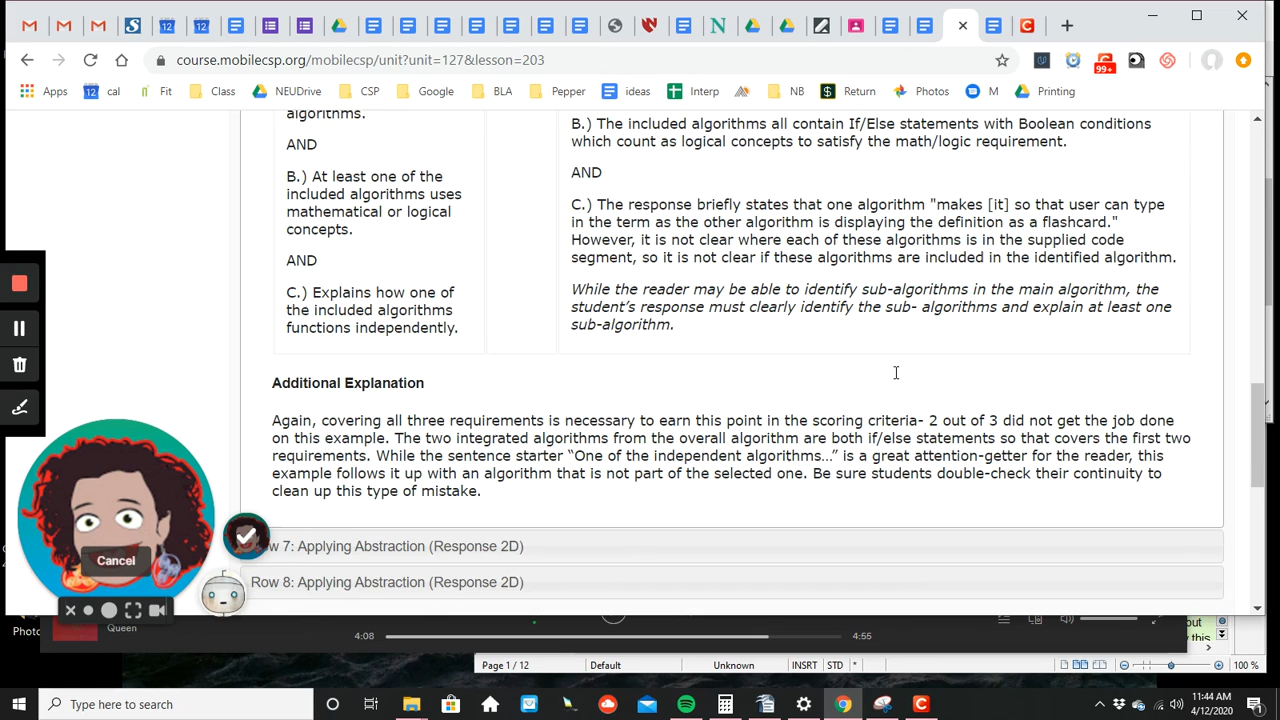 course.mobilecsp.org/mobilecsp/unit?unit=127&lesson=203
99+
Apps
12 cal
Fit
Class
NEUDrive
CSP
Google
BLA
Pepper
ideas
Interp
NB
Return
Photos
M
Printing
algorithms.
AND
B.) At least one of the
included algorithms uses
mathematical or logical
concepts.
AND
C.) Explains how one of
the included algorithms
functions independently.
B.) The included algorithms all contain If/Else statements with Boolean conditions
which count as logical concepts to satisfy the math/logic requirement.
AND
C.) The response briefly states that one algorithm "makes [it] so that user can type
in the term as the other algorithm is displaying the definition as a flashcard."
However, it is not clear where each of these algorithms is in the supplied code
segment, so it is not clear if these algorithms are included in the identified algorithm.
While the reader may be able to identify sub-algorithms in the main algorithm, the
student's response must clearly identify the sub- algorithms and explain at least one
sub-algorithm.
Additional Explanation
Again, covering all three requirements is necessary to earn this point in the scoring criteria- 2 out of 3 did not get the job done
on this example. The two integrated algorithms from the overall algorithm are both if/else statements so that covers the first two
requirements. While the sentence starter “One of the independent algorithms...” is a great attention-getter for the reader, this
example follows it up with an algorithm that is not part of the selected one. Be sure students double-check their continuity to
clean up this type of mistake.
Row 7: Applying Abstraction (Response 2D)
Row 8: Applying Abstraction (Response 2D)
Cancel
Photo
Queen
4:08
4:55
out
this
Page 1 / 12
Default
Unknown
INSRT
STD
*
100 %
Type here to search
11:44 AM
4/12/2020